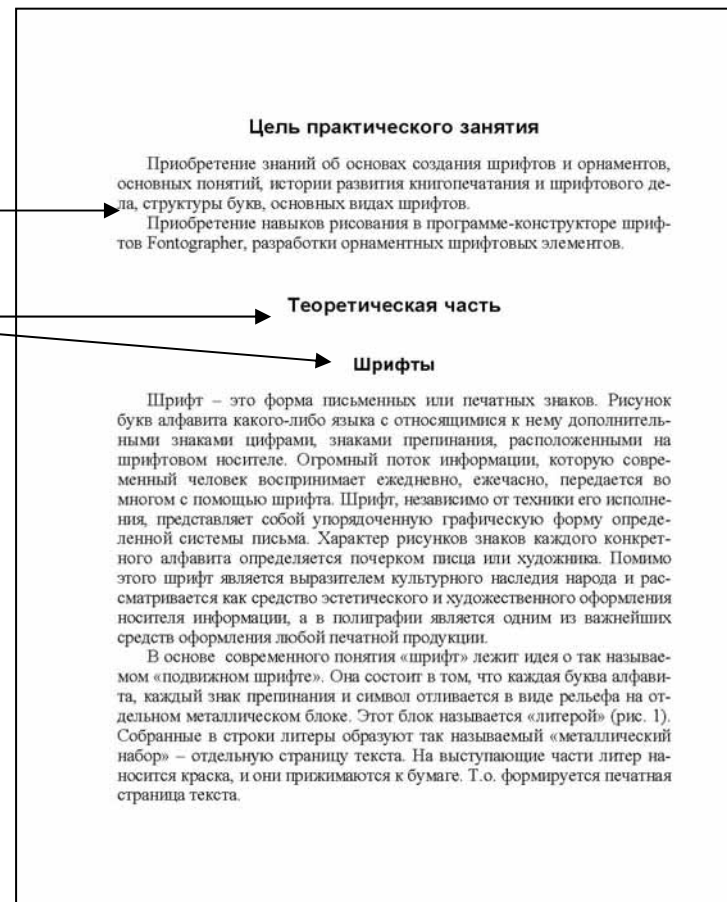 Цель практического занятия
Приобретение знаний об основах создания шрифтов и орнаментов,
основных понятий, истории развития книгопечатания и шрифтового де-
ла, структуры букв, основных видах шрифтов.
Приобретение навыков рисования в программе-конструкторе шриф-
тов Fontographer, разработки орнаментных шрифтовых элементов.
Теоретическая часть
Шрифты
Шрифт – это форма письменных или печатных знаков. Рисунок
букв алфавита какого-либо языка с относящимися к нему дополнитель-
ными знаками цифрами, знаками препинания, расположенными на
шрифтовом носителе. Огромный поток информации, которую совре-
менный человек воспринимает ежедневно, ежечасно, передается во
многом с помощью шрифта. Шрифт, независимо от техники его исполне-
ния, представляет собой упорядоченную графическую форму опреде-
ленной системы письма. Характер рисунков знаков каждого конкрет-
ного алфавита определяется почерком писца или художника. Помимо
этого шрифт является выразителем культурного наследия народа и рас-
сматривается как средство эстетического и художественного оформления
носителя информации, а в полиграфии является одним из важнейших
средств оформления любой печатной продукции.
В основе современного понятия «шрифт» лежит идея о так называе-
мом «подвижном шрифте». Она состоит в том, что каждая буква алфави-
та, каждый знак препинания и символ отливается в виде рельефа на от-
дельном металлическом блоке. Этот блок называется «литерой» (рис. 1).
Собранные в строки литеры образуют так называемый «металлический
набор» – отдельную страницу текста. На выступающие части литер на-
носится краска, и они прижимаются к бумаге. Т.о. формируется печатная
страница текста.